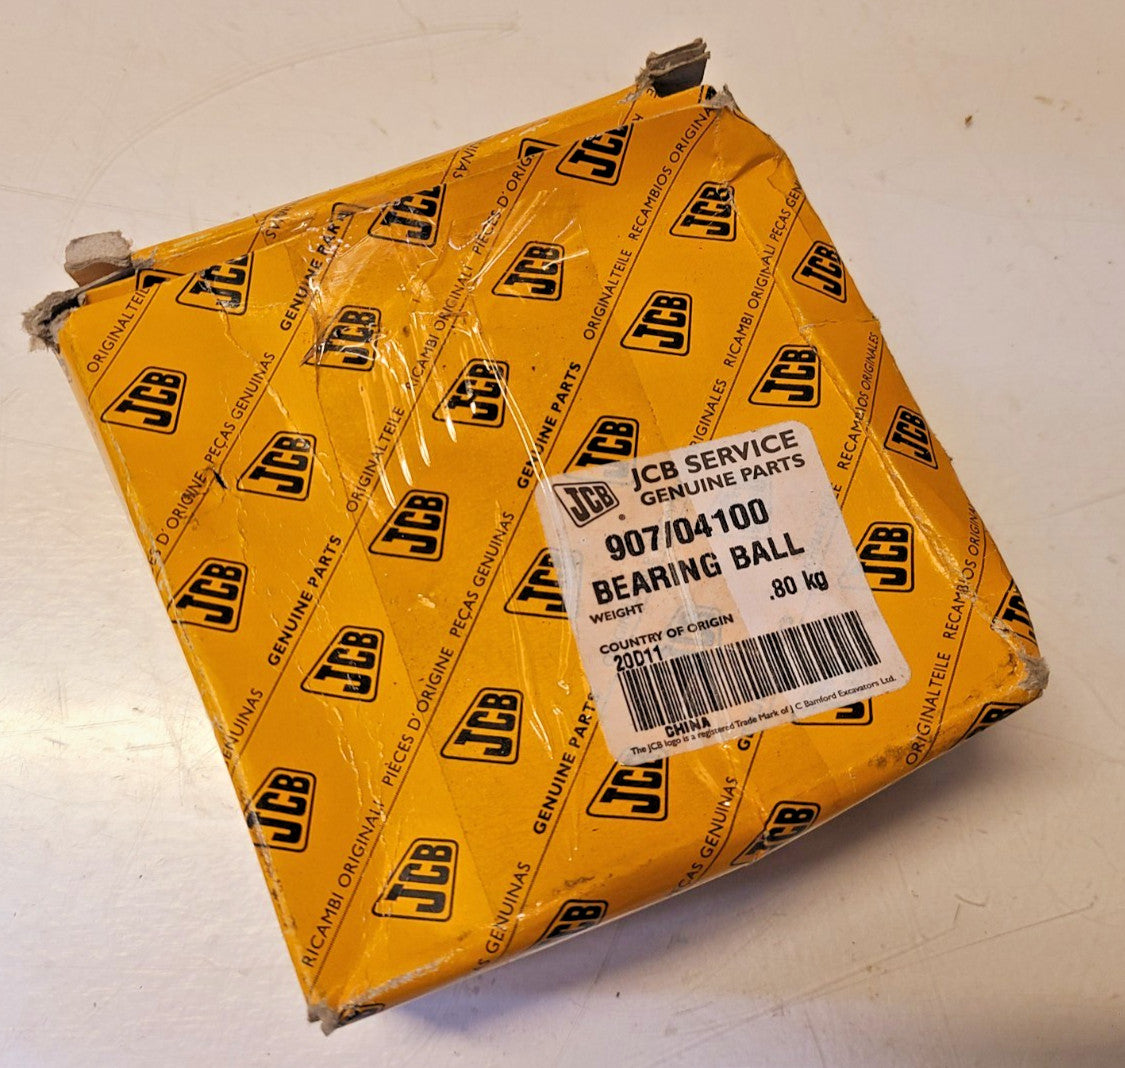 JCB
JCB SERVICE
GENUINE PARTS
907/04100
BEARING BALL
WEIGHT
.80 kg
COUNTRY OF ORIGIN
20D11
CHINA
The JCB logo is a registered Trade Mark of J C Bamford Excavators Ltd.
JCB
ORIGINALTEILE
GENUINE PARTS
PEÇAS GENUINAS
PIÈCES D'ORIGINE
RICAMBI ORIGINALI
RECAMBIOS ORIGINALES